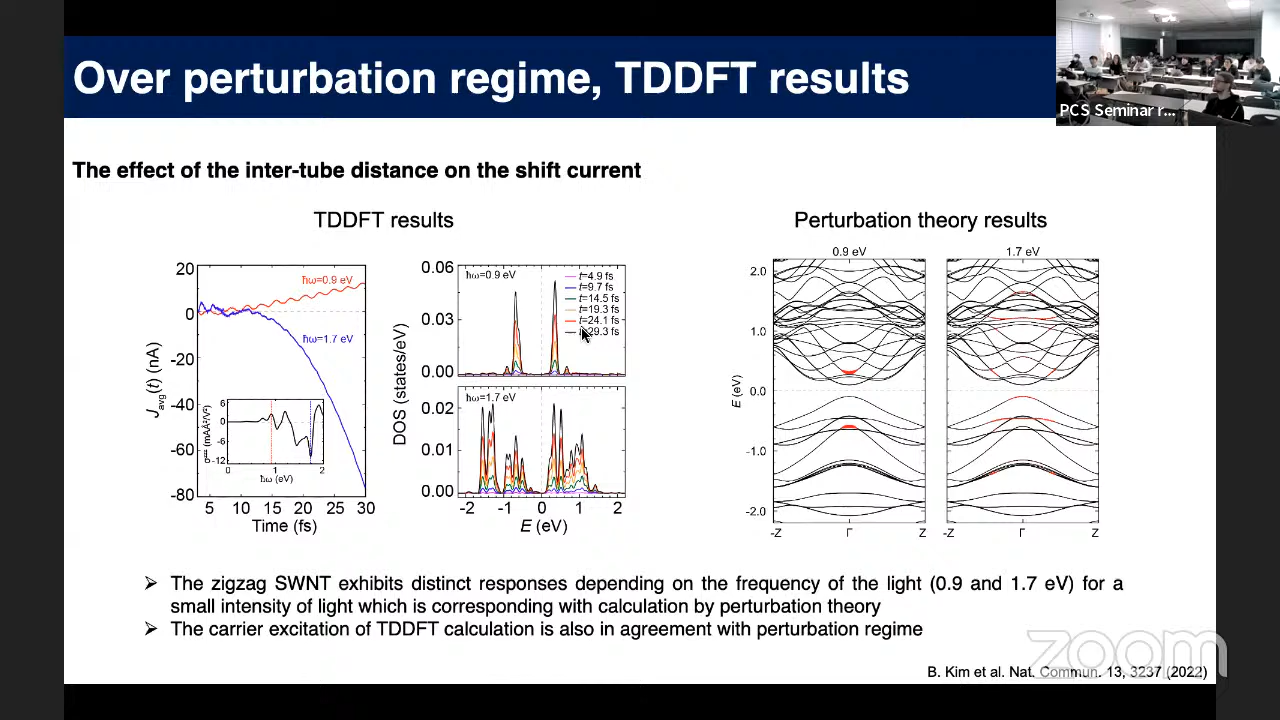 Over perturbation regime, TDDFT results
PCS Seminar r...
The effect of the inter-tube distance on the shift current
TDDFT results
Perturbation theory results
20
0
-20
-40
-60
-80
J_avg(t) (nA)
ħω=0.9 eV
ħω=1.7 eV
6
0
-6
-12
0
1
2
ħω (eV)
5 10 15 20 25 30
Time (fs)
0.06
0.03
0.00
0.02
0.01
0.00
DOS (states/eV)
ħω=0.9 eV
t=4.9 fs
t=9.7 fs
t=14.5 fs
t=19.3 fs
t=24.1 fs
29.3 fs
ħω=1.7 eV
-2 -1 0 1 2
E (eV)
0.9 eV
1.7 eV
2.0
1.0
0.0
-1.0
-2.0
E (eV)
-Z Γ Z
-Z Γ Z
➢ The zigzag SWNT exhibits distinct responses depending on the frequency of the light (0.9 and 1.7 eV) for a
small intensity of light which is corresponding with calculation by perturbation theory
➢ The carrier excitation of TDDFT calculation is also in agreement with perturbation regime
zoom
B. Kim et al. Nat. Commun. 13, 3237 (2022)